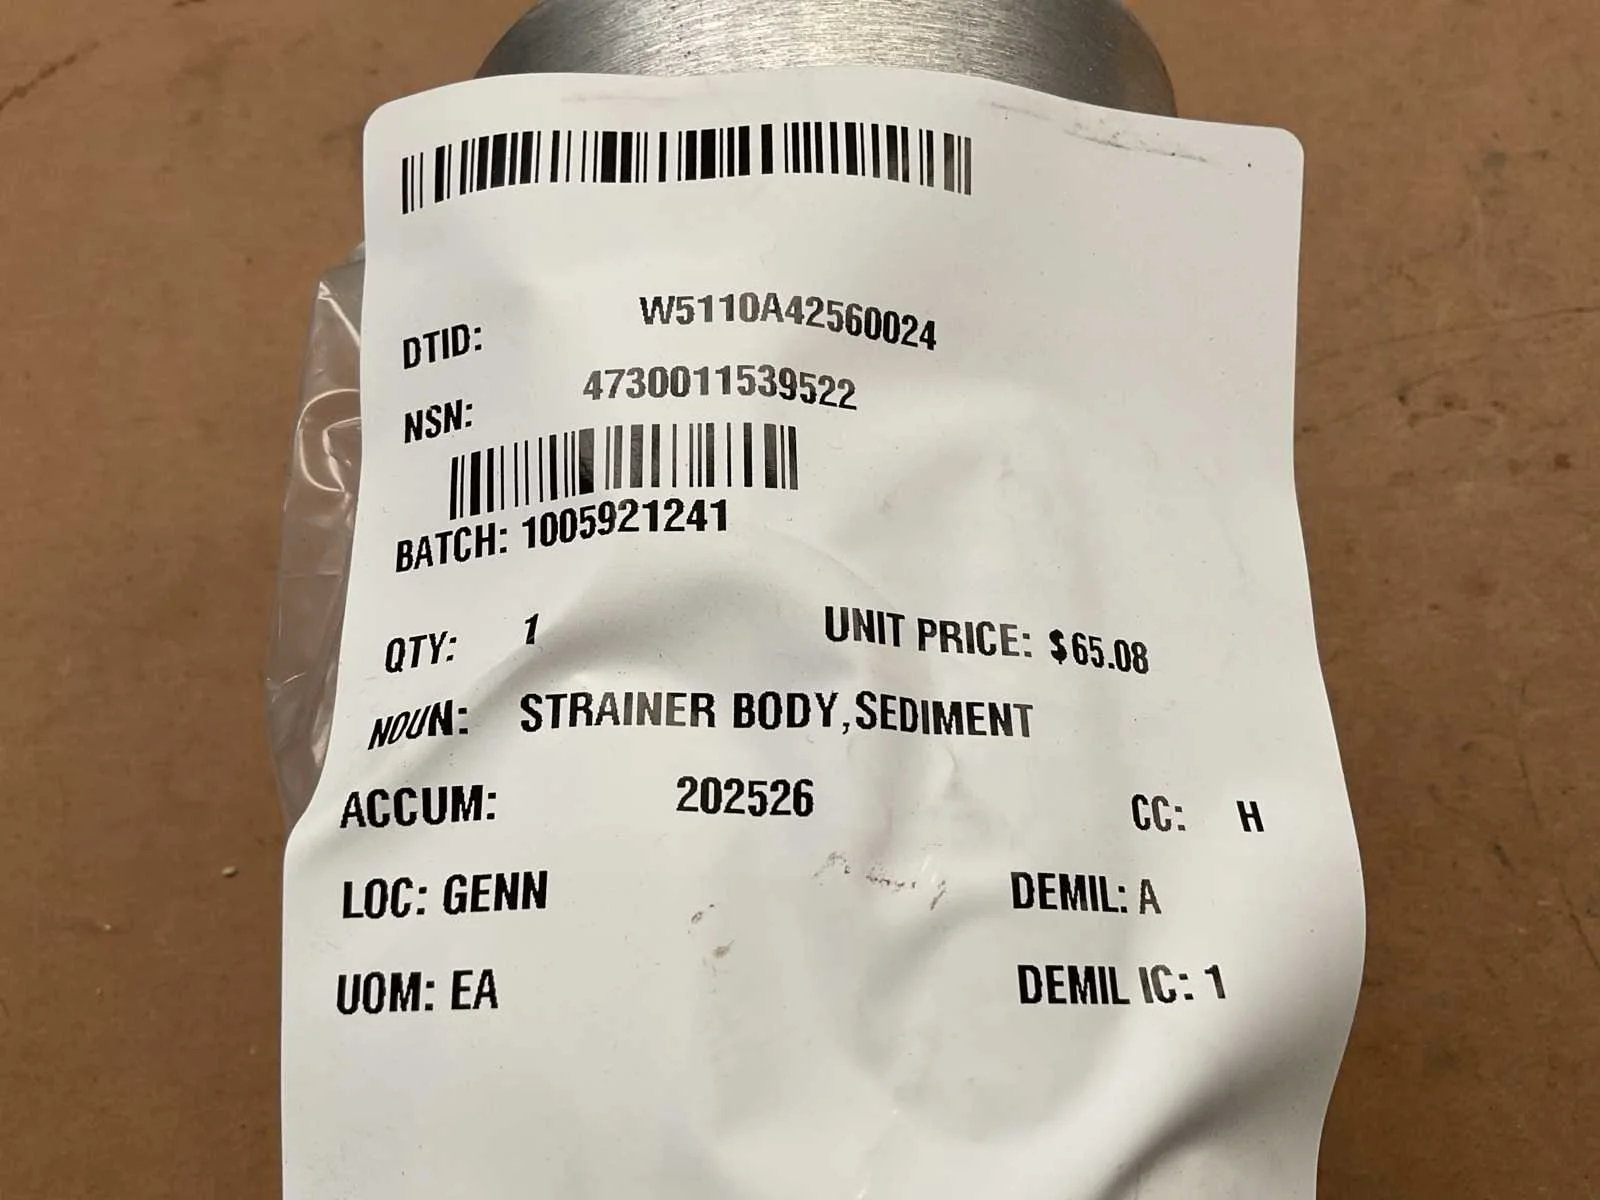 DTID: W5110A42560024
NSN: 4730011539522
BATCH: 1005921241
QTY: 1 UNIT PRICE: $65.08
NOUN: STRAINER BODY,SEDIMENT
ACCUM: 202526 CC: H
LOC: GENN DEMIL: A
UOM: EA DEMIL IC: 1